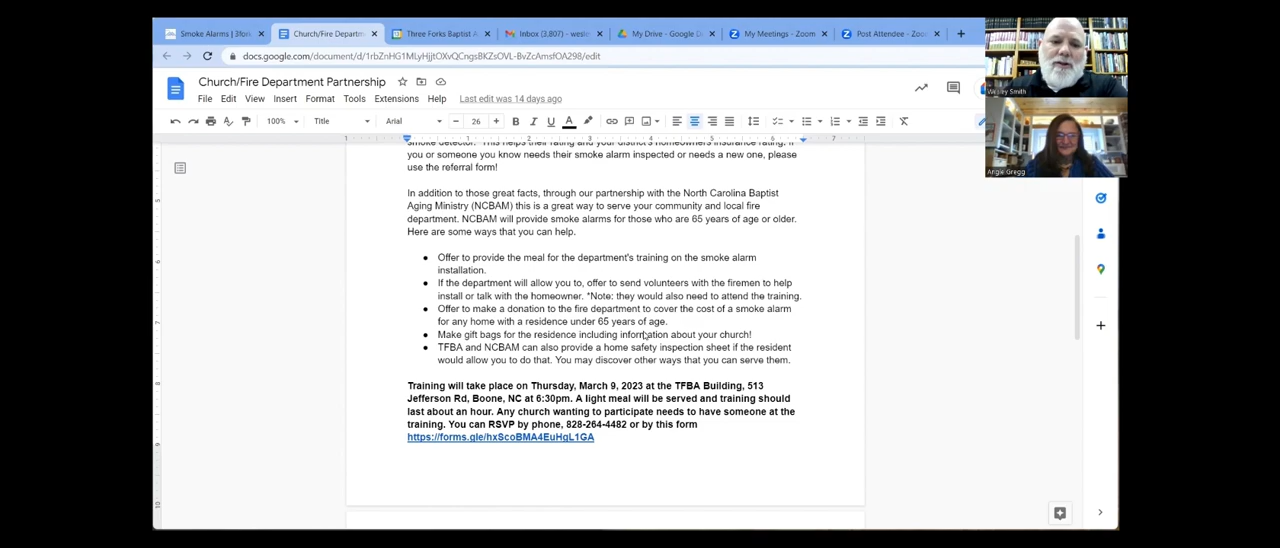 Smoke Alarms | 3fork
Church/Fire Departm
Three Forks Baptist A
Inbox (3,807) - wesle
My Drive - Google D
My Meetings - Zoom
Post Attendee - Zoom
docs.google.com/document/d/1rbZnHG1MLyHjjtOXvQCngsBKZsOVL-BvZcAmsfOA298/edit
Church/Fire Department Partnership
File Edit View Insert Format Tools Extensions Help Last edit was 14 days ago
100% Title Arial 26
Wesley Smith
Angie Gregg
smoke detector. This helps their rating and your district's homeowners insurance rating. If
you or someone you know needs their smoke alarm inspected or needs a new one, please
use the referral form!
In addition to those great facts, through our partnership with the North Carolina Baptist
Aging Ministry (NCBAM) this is a great way to serve your community and local fire
department. NCBAM will provide smoke alarms for those who are 65 years of age or older.
Here are some ways that you can help.
● Offer to provide the meal for the department's training on the smoke alarm
installation.
● If the department will allow you to, offer to send volunteers with the firemen to help
install or talk with the homeowner. *Note: they would also need to attend the training.
● Offer to make a donation to the fire department to cover the cost of a smoke alarm
for any home with a residence under 65 years of age.
● Make gift bags for the residence including information about your church!
● TFBA and NCBAM can also provide a home safety inspection sheet if the resident
would allow you to do that. You may discover other ways that you can serve them.
Training will take place on Thursday, March 9, 2023 at the TFBA Building, 513
Jefferson Rd, Boone, NC at 6:30pm. A light meal will be served and training should
last about an hour. Any church wanting to participate needs to have someone at the
training. You can RSVP by phone, 828-264-4482 or by this form
https://forms.gle/hxScoBMA4EuHgL1GA